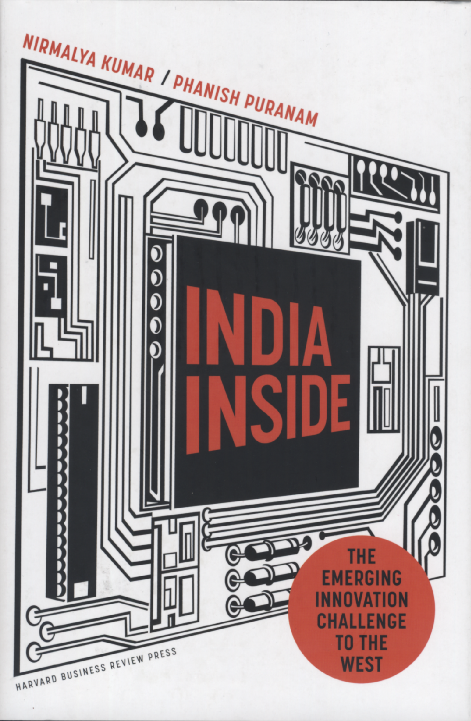 NIRMALYA KUMAR / PHANISH PURANAM
INDIA
INSIDE
THE
EMERGING
INNOVATION
CHALLENGE
TO THE
WEST
HARVARD BUSINESS REVIEW PRESS